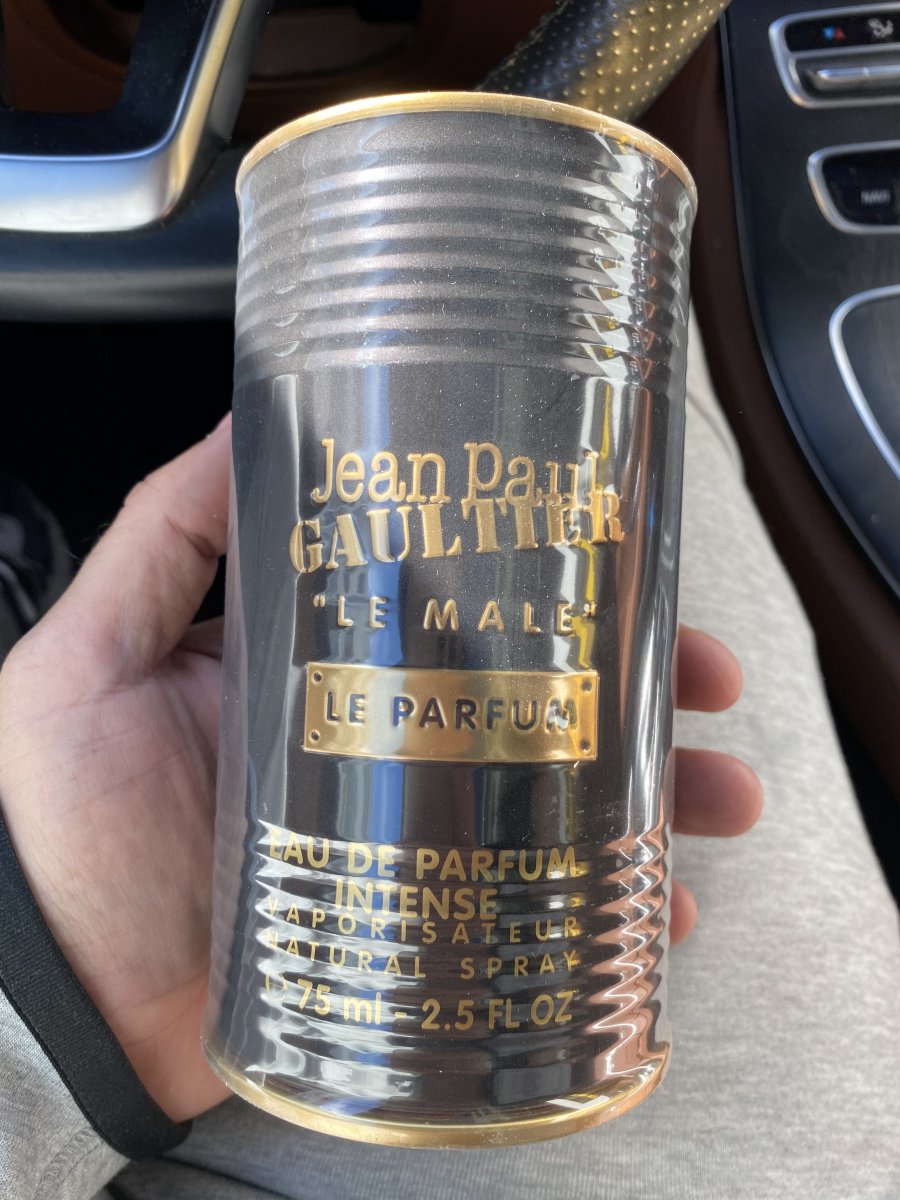 Jean Paul
GAULTIER
"LE MALE"
LE PARFUM
EAU DE PARFUM
INTENSE
VAPORISATEUR
NATURAL SPRAY
75 ml - 2.5 FL OZ
NAVI